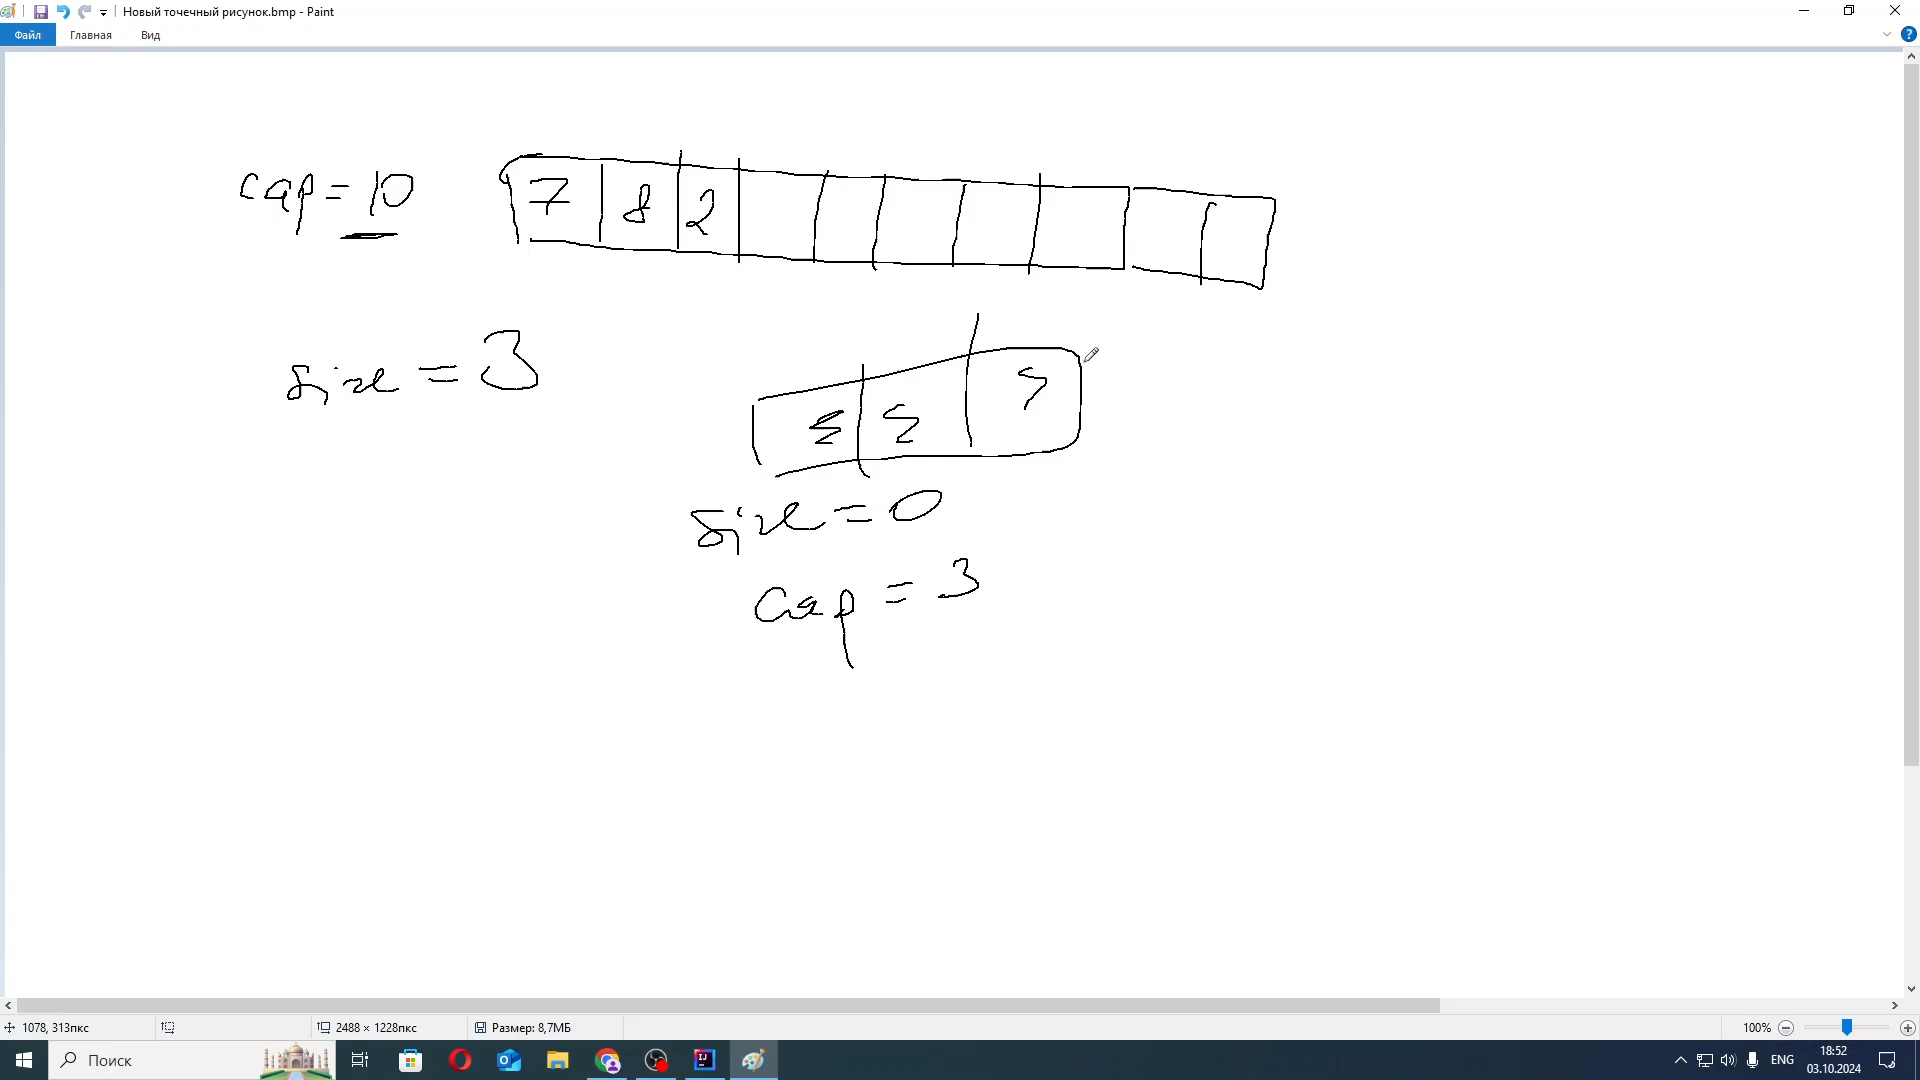 Новый точечный рисунок.bmp - Paint
Файл Главная Вид
cap = 10
7 8 2
size = 3
size = 0
cap = 3
1078, 313пкс
2488 × 1228пкс
Размер: 8,7МБ
100%
Поиск
ENG
18:52
03.10.2024